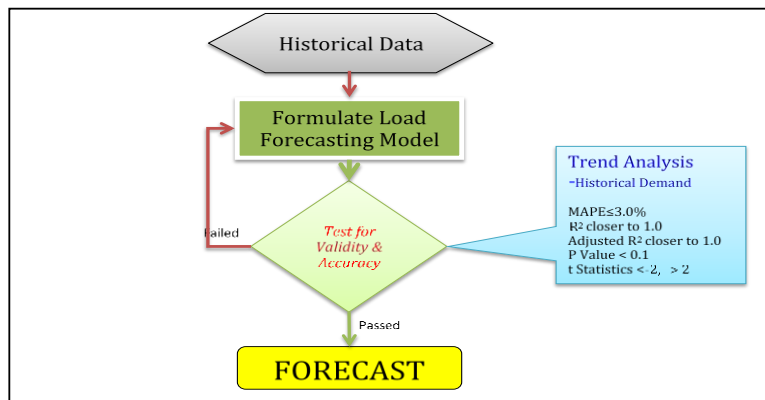 Historical Data
Formulate Load
Forecasting Model
Trend Analysis
-Historical Demand
MAPE≤3.0%
R² closer to 1.0
Adjusted R² closer to 1.0
P Value < 0.1
t Statistics <-2, > 2
Failed
Test for
Validity &
Accuracy
Passed
FORECAST